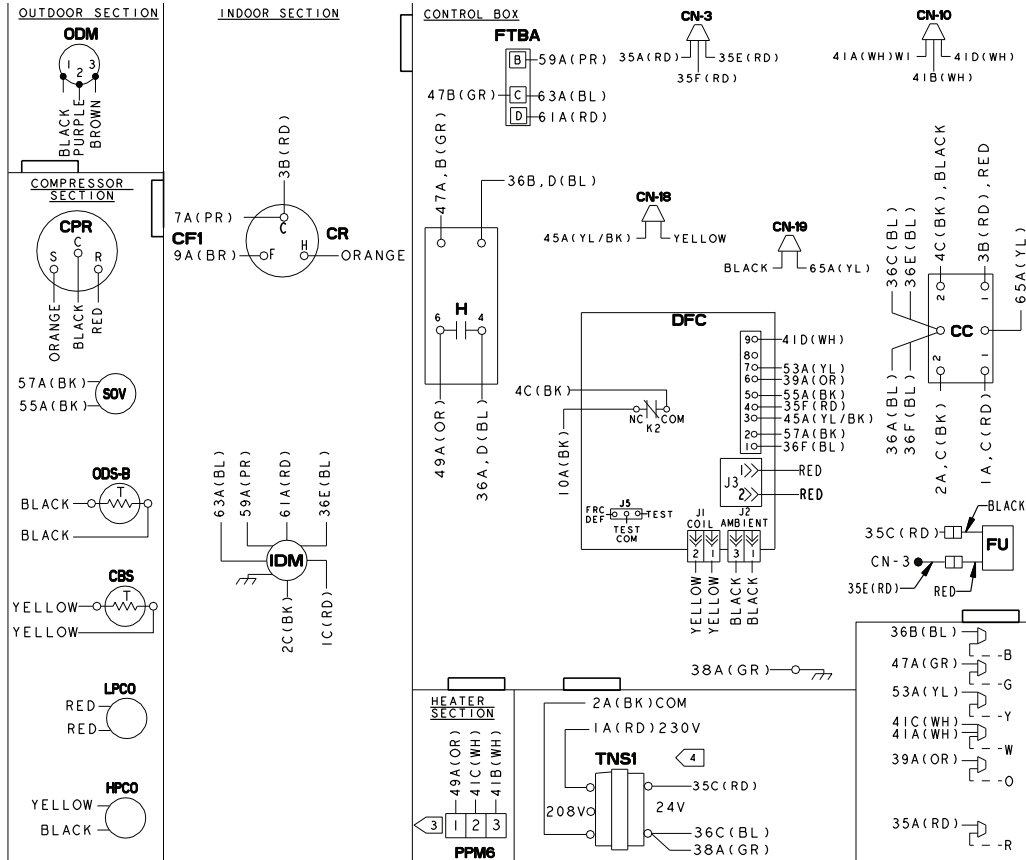 OUTDOOR SECTION
ODM
1 2 3
BLACK
PURPLE
BROWN
COMPRESSOR
SECTION
CPR
C
S R
ORANGE
BLACK
RED
57A(BK)
55A(BK)
SOV
ODS-B
T
BLACK
BLACK
CBS
T
YELLOW
YELLOW
LPCO
RED
RED
HPCO
YELLOW
BLACK
INDOOR SECTION
3B(RD)
7A(PR)
C
CF1
CR
9A(BR)
F
H
ORANGE
63A(BL)
59A(PR)
61A(RD)
36E(BL)
IDM
2C(BK)
1C(RD)
CONTROL BOX
FTBA
B 59A(PR)
47B(GR) C 63A(BL)
D 61A(RD)
CN-3
35A(RD) 35E(RD)
35F(RD)
CN-10
41A(WH)W1 41D(WH)
41B(WH)
47A,B(GR)
36B,D(BL)
H
6 4
49A(OR)
36A,D(BL)
CN-18
45A(YL/BK) YELLOW
CN-19
BLACK 65A(YL)
36C(BL)
36E(BL)
4C(BK),BLACK
3B(RD),RED
65A(YL)
2 1
CC
2 1
36A(BL)
36F(BL)
2A,C(BK)
1A,C(RD)
DFC
4C(BK)
10A(BK)
NC COM
K2
9 41D(WH)
8
7 53A(YL)
6 39A(OR)
5 55A(BK)
4 35F(RD)
3 45A(YL/BK)
2 57A(BK)
1 36F(BL)
J3
1 RED
2 RED
J5
FRC
DEF
TEST
TEST
COM
J1
COIL
J2
AMBIENT
2 1 3 1
YELLOW
YELLOW
BLACK
BLACK
35C(RD)
BLACK
FU
CN-3
35E(RD)
RED
38A(GR)
HEATER
SECTION
49A(OR)
41C(WH)
41B(WH)
3
1 2 3
PPM6
2A(BK)COM
1A(RD)230V
TNS1
4
35C(RD)
208V
24V
36C(BL)
38A(GR)
36B(BL)
B
47A(GR)
G
53A(YL)
Y
41C(WH)
41A(WH)
W
39A(OR)
O
35A(RD)
R